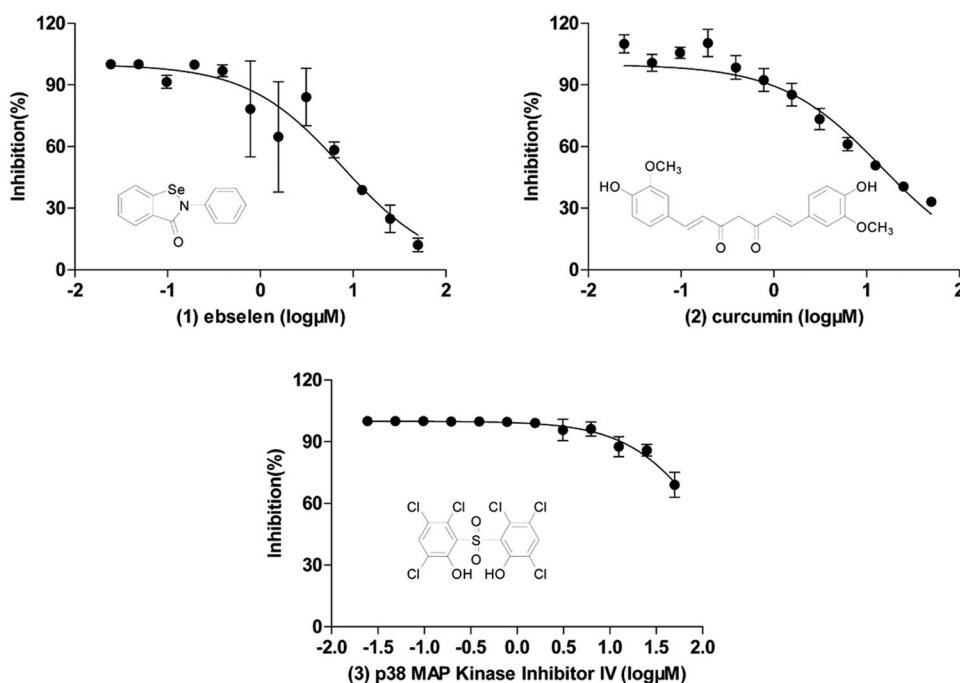 120
90
60
30
0
Inhibition(%)
Se
N
O
-2 -1 0 1 2
(1) ebselen (logµM)
120
90
60
30
0
Inhibition(%)
OCH₃
HO
O O
OH
OCH₃
-2 -1 0 1 2
(2) curcumin (logµM)
120
90
60
30
0
Inhibition(%)
Cl Cl Cl Cl
O
S
O
Cl OH HO Cl
-2.0 -1.5 -1.0 -0.5 0.0 0.5 1.0 1.5 2.0
(3) p38 MAP Kinase Inhibitor IV (logµM)